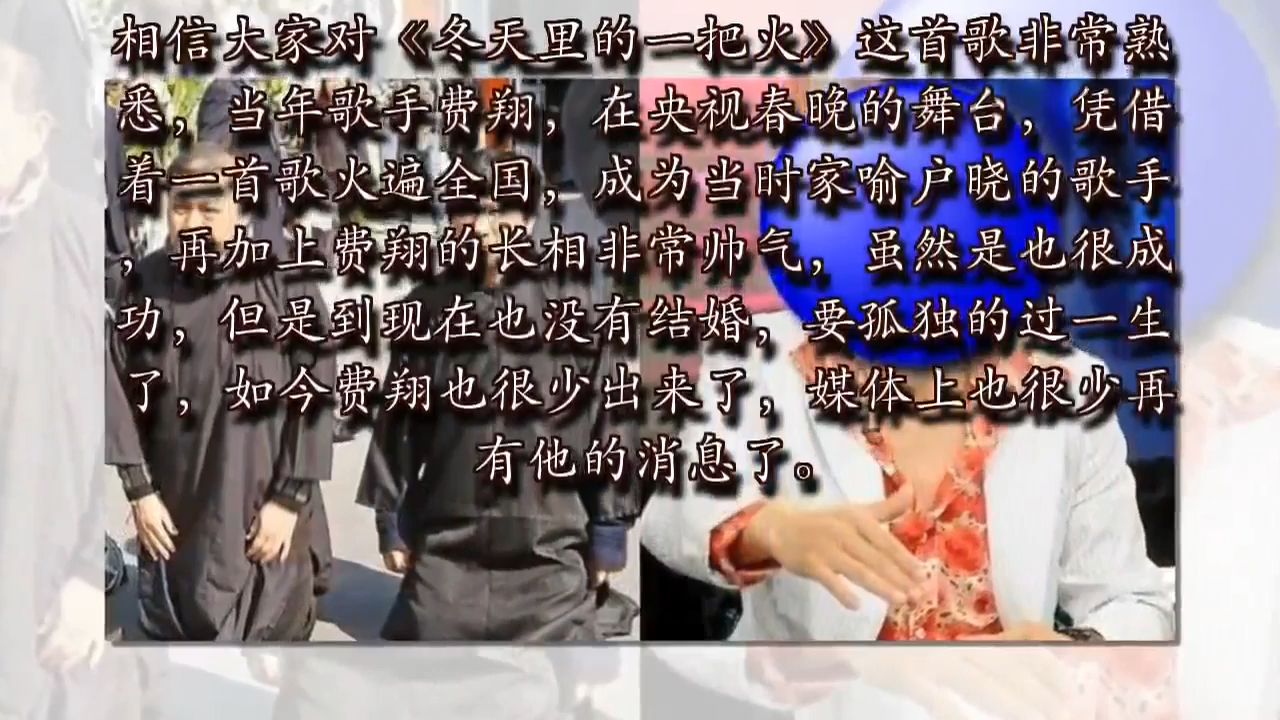 相信大家对《冬天里的一把火》这首歌非常熟
悉，当年歌手费翔，在央视春晚的舞台，凭借
着一首歌火遍全国，成为当时家喻户晓的歌手
，再加上费翔的长相非常帅气，虽然是也很成
功，但是到现在也没有结婚，要孤独的过一生
了，如今费翔也很少出来了，媒体上也很少再
有他的消息了。